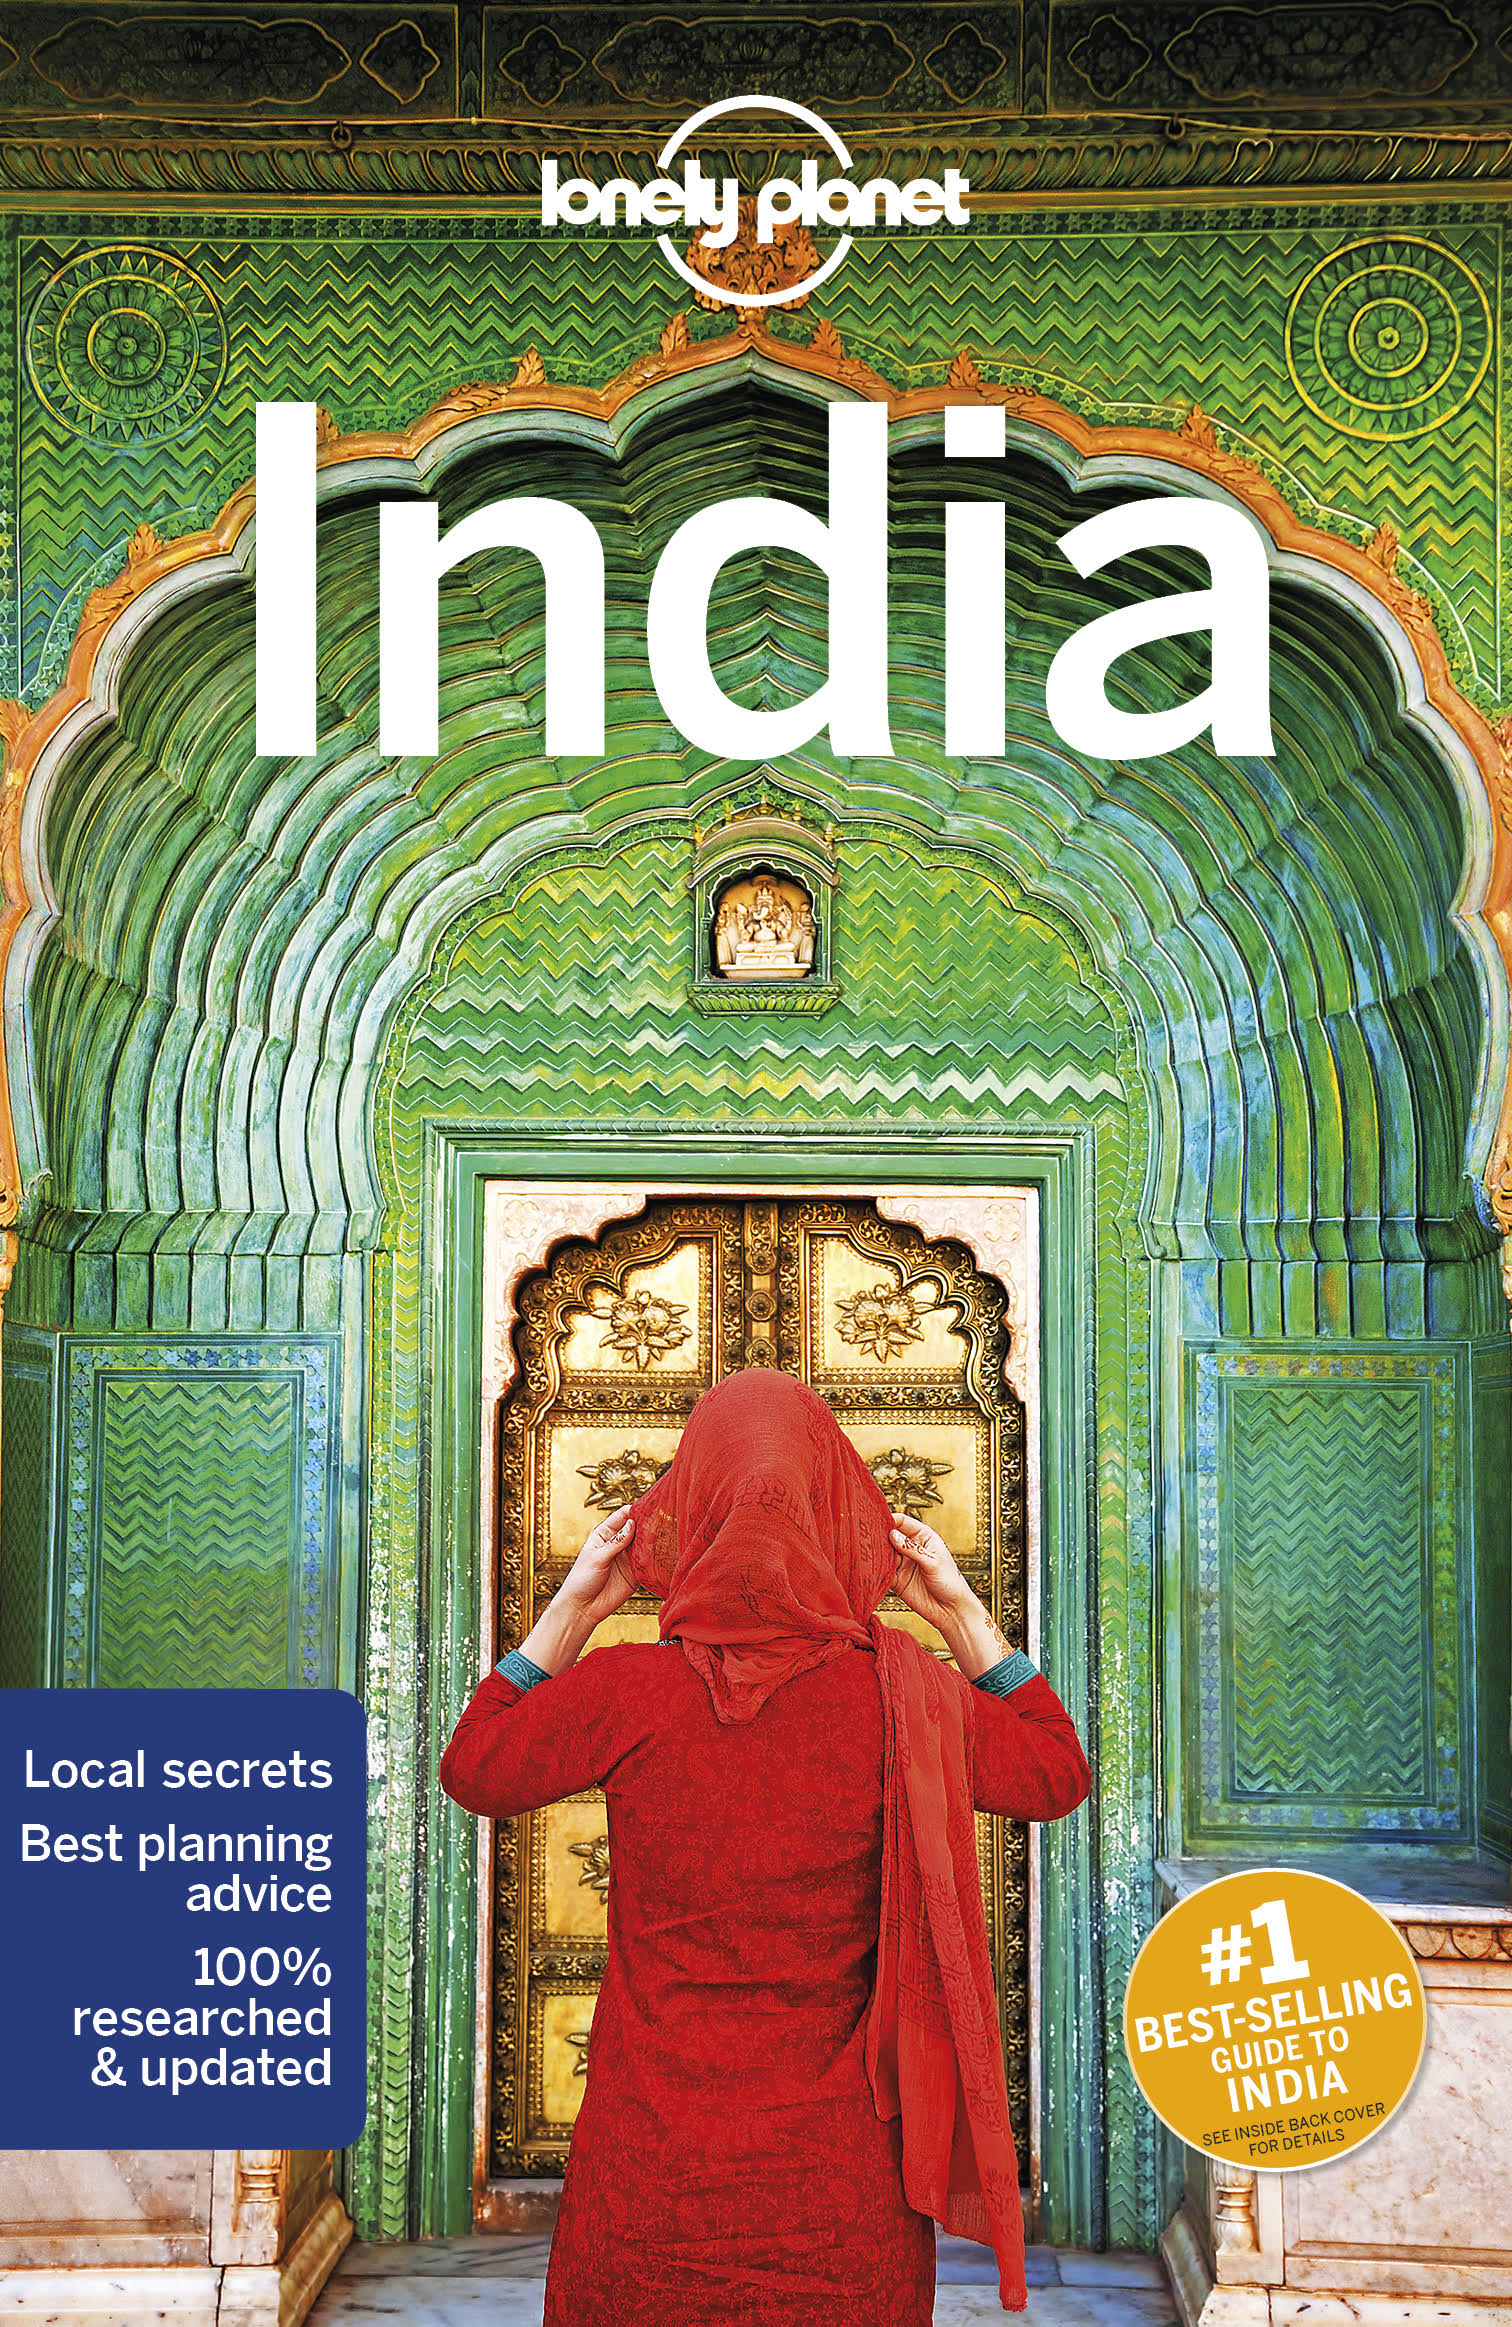 lonely planet
India
Local secrets
Best planning
advice
100%
researched
& updated
#1
BEST-SELLING
GUIDE TO
INDIA
SEE INSIDE BACK COVER
FOR DETAILS